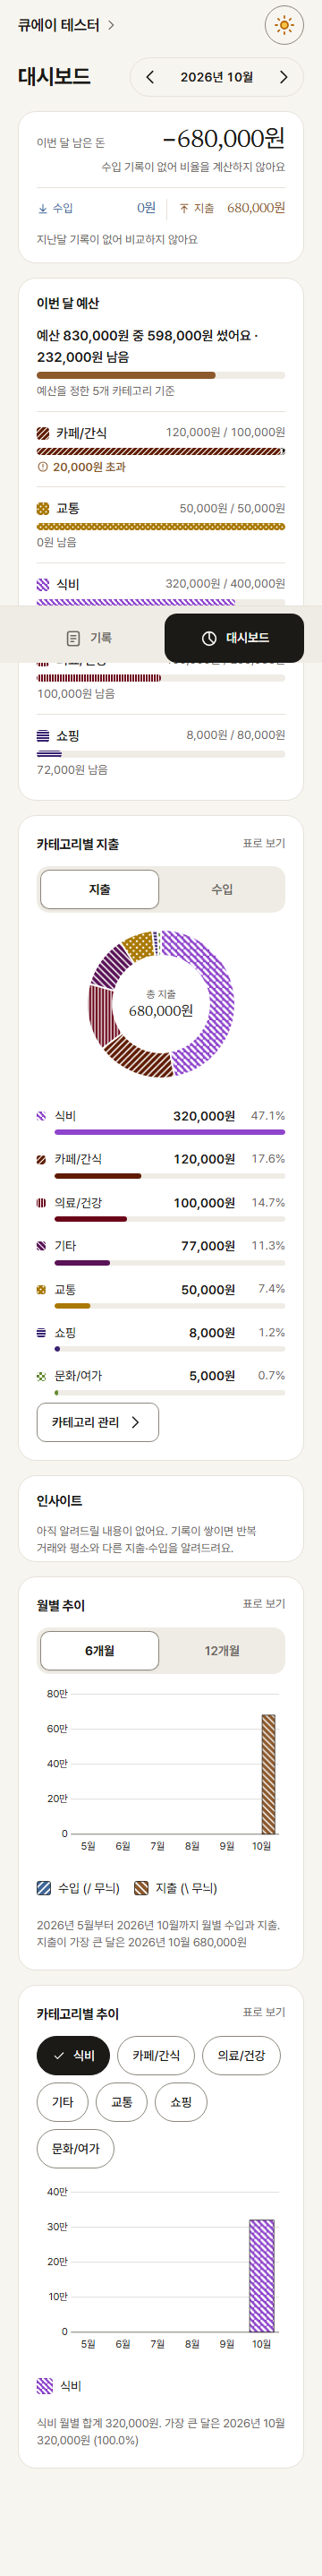 큐에이 테스터
대시보드
2026년 10월
이번 달 남은 돈
-680,000원
수입 기록이 없어 비율을 계산하지 않아요
수입 0원
지출 680,000원
지난달 기록이 없어 비교하지 않아요
이번 달 예산
예산 830,000원 중 598,000원 썼어요 ·
232,000원 남음
예산을 정한 5개 카테고리 기준
카페/간식 120,000원 / 100,000원
20,000원 초과
교통 50,000원 / 50,000원
0원 남음
식비 320,000원 / 400,000원
기록
대시보드
100,000원 남음
쇼핑 8,000원 / 80,000원
72,000원 남음
카테고리별 지출 표로 보기
지출 수입
총 지출
680,000원
식비 320,000원 47.1%
카페/간식 120,000원 17.6%
의료/건강 100,000원 14.7%
기타 77,000원 11.3%
교통 50,000원 7.4%
쇼핑 8,000원 1.2%
문화/여가 5,000원 0.7%
카테고리 관리
인사이트
아직 알려드릴 내용이 없어요. 기록이 쌓이면 반복
거래와 평소와 다른 지출·수입을 알려드려요.
월별 추이 표로 보기
6개월 12개월
80만
60만
40만
20만
0
5월 6월 7월 8월 9월 10월
수입 (/ 무늬) 지출 (\ 무늬)
2026년 5월부터 2026년 10월까지 월별 수입과 지출.
지출이 가장 큰 달은 2026년 10월 680,000원
카테고리별 추이 표로 보기
식비 카페/간식 의료/건강
기타 교통 쇼핑
문화/여가
40만
30만
20만
10만
0
5월 6월 7월 8월 9월 10월
식비
식비 월별 합계 320,000원. 가장 큰 달은 2026년 10월
320,000원 (100.0%)